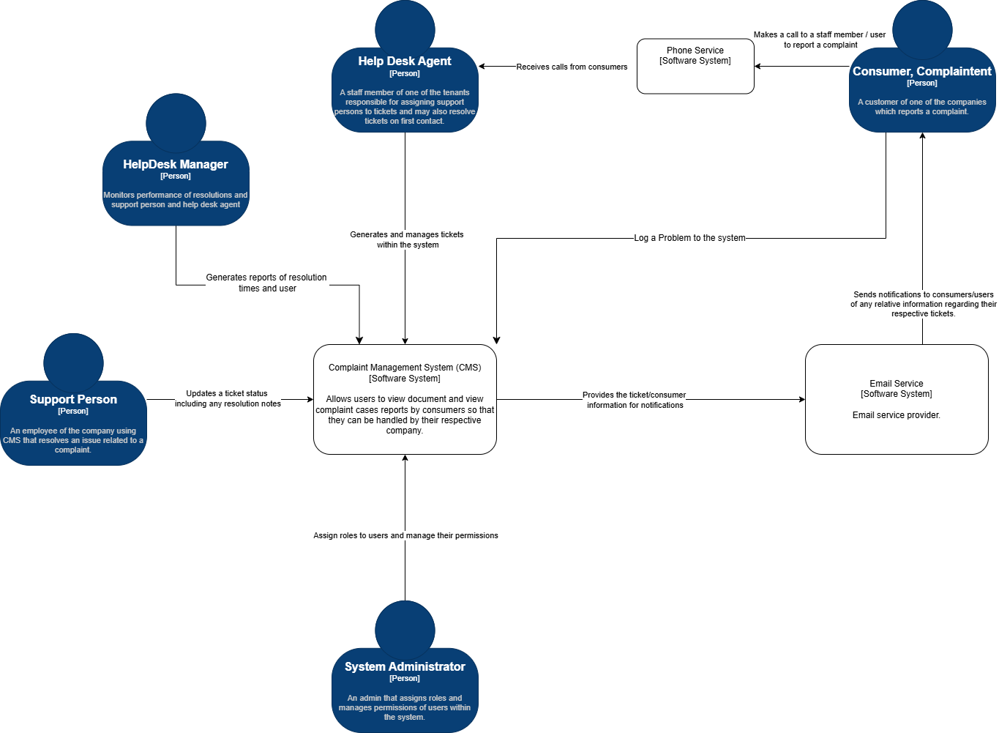 Help Desk Agent
[Person]
A staff member of one of the tenants
responsible for assigning support
persons to tickets and may also resolve
tickets on first contact.
Receives calls from consumers
Phone Service
[Software System]
Makes a call to a staff member / user
to report a complaint
Consumer, Complaintent
[Person]
A customer of one of the companies
which reports a complaint.
HelpDesk Manager
[Person]
Monitors performance of resolutions and
support person and help desk agent
Generates and manages tickets
within the system
Log a Problem to the system
Generates reports of resolution
times and user
Sends notifications to consumers/users
of any relative information regarding their
respective tickets.
Support Person
[Person]
An employee of the company using
CMS that resolves an issue related to a
complaint.
Updates a ticket status
including any resolution notes
Complaint Management System (CMS)
[Software System]
Allows users to view document and view
complaint cases reports by consumers so that
they can be handled by their respective
company.
Provides the ticket/consumer
information for notifications
Email Service
[Software System]
Email service provider.
Assign roles to users and manage their permissions
System Administrator
[Person]
An admin that assigns roles and
manages permissions of users within
the system.